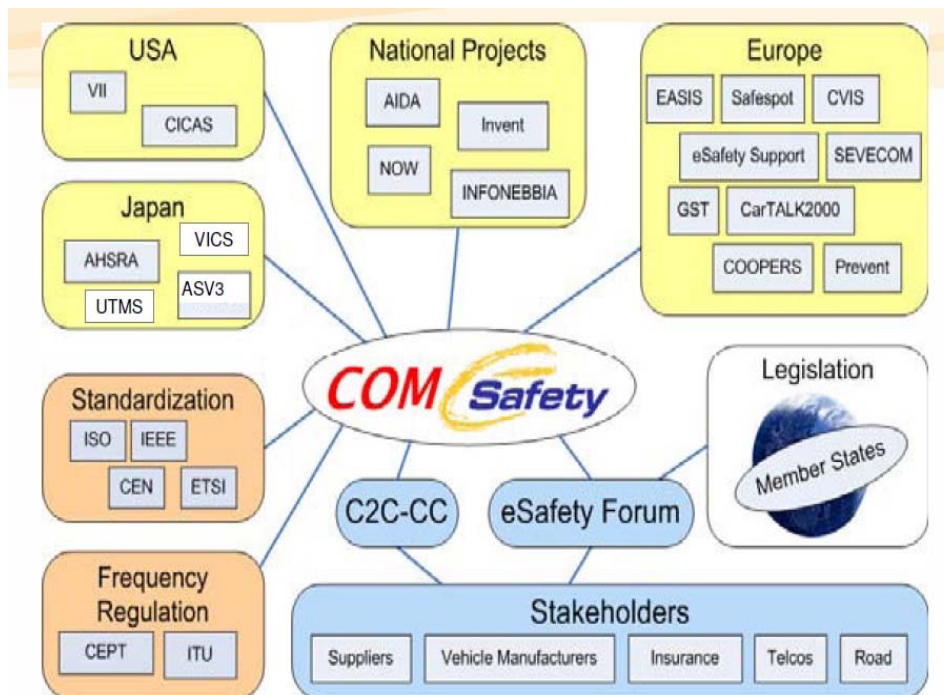 USA
VII
CICAS
National Projects
AIDA
Invent
NOW
INFONEBBIA
Europe
EASIS Safespot CVIS
eSafety Support SEVECOM
GST CarTALK2000
COOPERS Prevent
Japan
VICS
AHSRA
UTMS
ASV3
COM Safety
Legislation
Member States
Standardization
ISO IEEE
CEN ETSI
C2C-CC
eSafety Forum
Frequency
Regulation
CEPT ITU
Stakeholders
Suppliers Vehicle Manufacturers Insurance Telcos Road